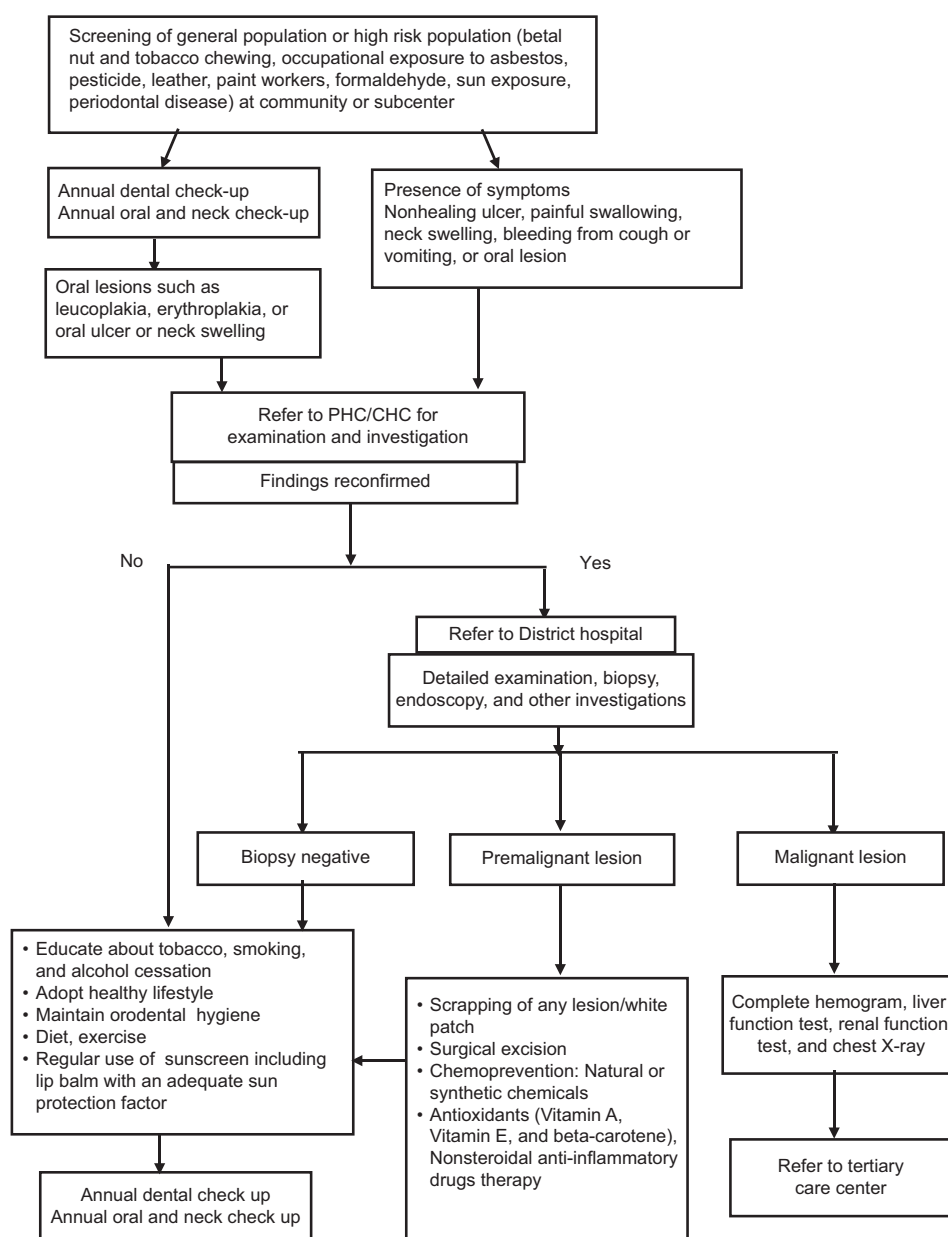 Screening of general population or high risk population (betal
nut and tobacco chewing, occupational exposure to asbestos,
pesticide, leather, paint workers, formaldehyde, sun exposure,
periodontal disease) at community or subcenter
Annual dental check-up
Annual oral and neck check-up
Presence of symptoms
Nonhealing ulcer, painful swallowing,
neck swelling, bleeding from cough or
vomiting, or oral lesion
Oral lesions such as
leucoplakia, erythroplakia, or
oral ulcer or neck swelling
Refer to PHC/CHC for
examination and investigation
Findings reconfirmed
No
Yes
Refer to District hospital
Detailed examination, biopsy,
endoscopy, and other investigations
Biopsy negative
Premalignant lesion
Malignant lesion
• Educate about tobacco, smoking,
and alcohol cessation
• Adopt healthy lifestyle
• Maintain orodental hygiene
• Diet, exercise
• Regular use of sunscreen including
lip balm with an adequate sun
protection factor
• Scrapping of any lesion/white
patch
• Surgical excision
• Chemoprevention: Natural or
synthetic chemicals
• Antioxidants (Vitamin A,
Vitamin E, and beta-carotene),
Nonsteroidal anti-inflammatory
drugs therapy
Complete hemogram, liver
function test, renal function
test, and chest X-ray
Refer to tertiary
care center
Annual dental check up
Annual oral and neck check up